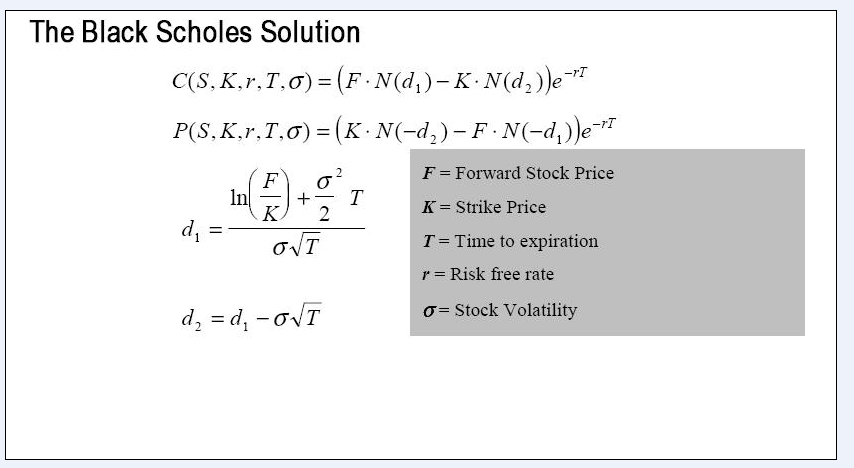 The Black Scholes Solution
C(S, K, r, T, σ) = (F · N(d₁) − K · N(d₂))e^−rT
P(S, K, r, T, σ) = (K · N(−d₂) − F · N(−d₁))e^−rT
d₁ = (ln(F/K) + σ²/2 T) / σ√T
d₂ = d₁ − σ√T
F = Forward Stock Price
K = Strike Price
T = Time to expiration
r = Risk free rate
σ = Stock Volatility